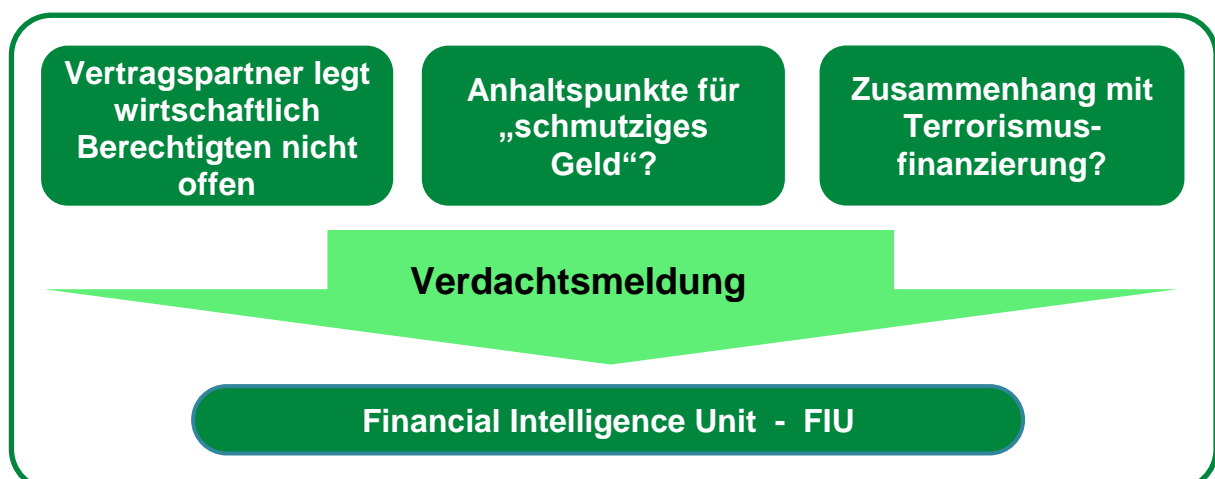 Vertragspartner legt
wirtschaftlich
Berechtigten nicht
offen
Anhaltspunkte für
„schmutziges
Geld“?
Zusammenhang mit
Terrorismus-
finanzierung?
Verdachtsmeldung
Financial Intelligence Unit - FIU